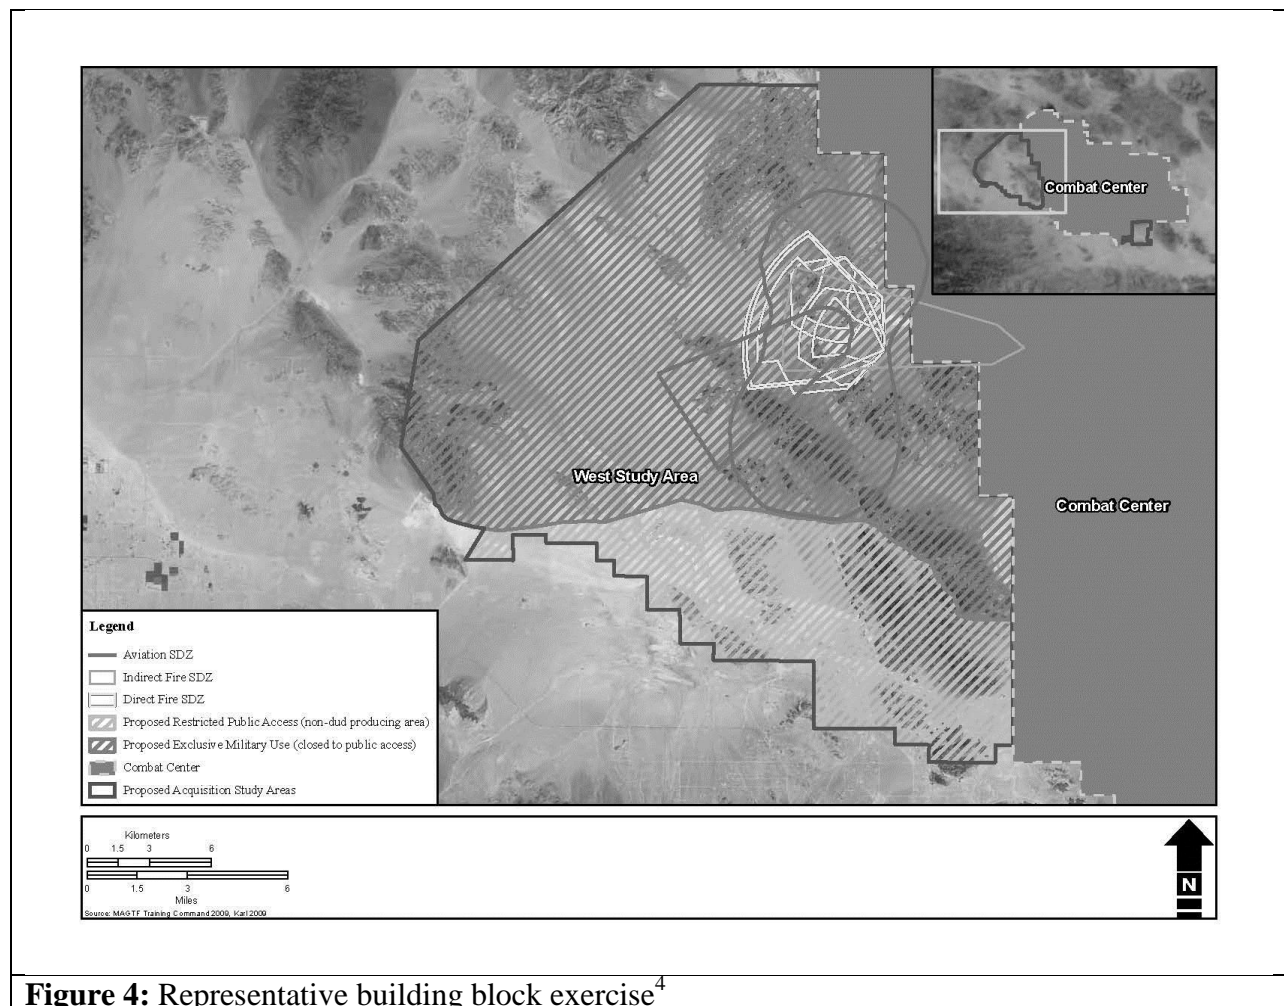 Combat Center
West Study Area
Combat Center
Legend
Aviation SDZ
Indirect Fire SDZ
Direct Fire SDZ
Proposed Restricted Public Access (non-dud producing area)
Proposed Exclusive Military Use (closed to public access)
Combat Center
Proposed Acquisition Study Areas
Kilometers
0 1.5 3 6
0 1.5 3 6
Miles
Source: MAGTF Training Command 2009, Karl 2009
N
Figure 4: Representative building block exercise4